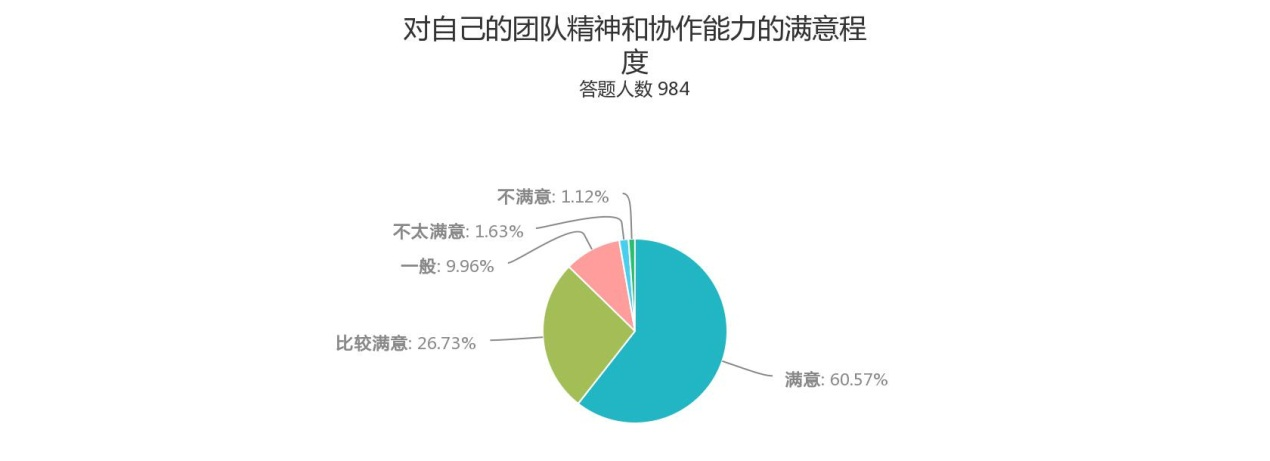 对自己的团队精神和协作能力的满意程
度
答题人数 984
不满意: 1.12%
不太满意: 1.63%
一般: 9.96%
比较满意: 26.73%
满意: 60.57%